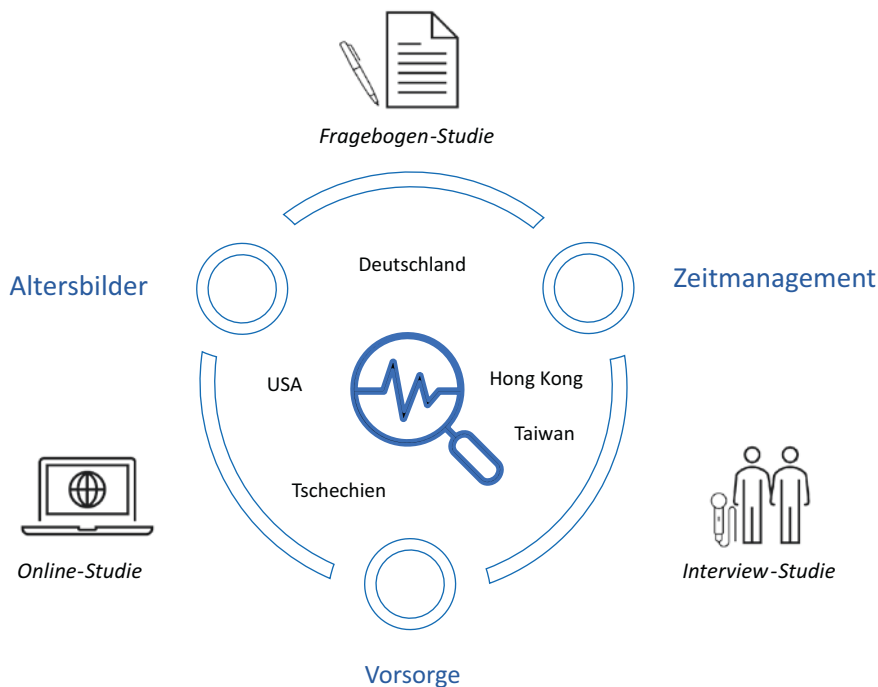 Fragebogen-Studie
Deutschland
Altersbilder
Zeitmanagement
USA
Hong Kong
Taiwan
Tschechien
Online-Studie
Interview-Studie
Vorsorge